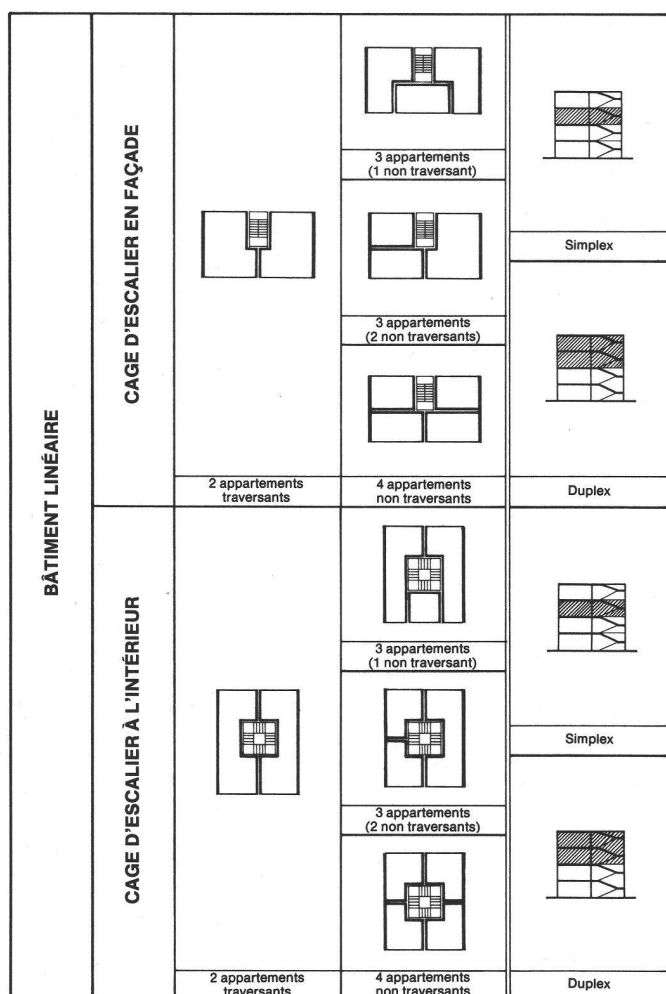 BÂTIMENT LINÉAIRE
CAGE D'ESCALIER EN FAÇADE
3 appartements
(1 non traversant)
3 appartements
(2 non traversants)
2 appartements
traversants
4 appartements
non traversants
Simplex
Duplex
CAGE D'ESCALIER À L'INTÉRIEUR
3 appartements
(1 non traversant)
3 appartements
(2 non traversants)
2 appartements
traversants
4 appartements
non traversants
Simplex
Duplex